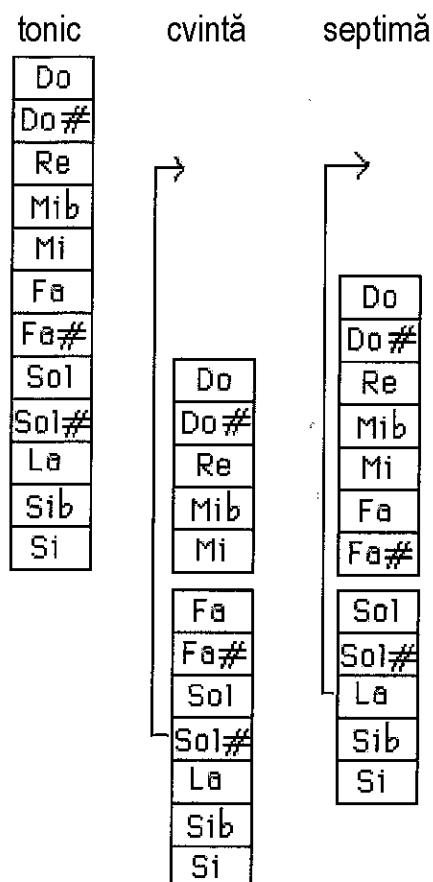 tonic cvintă septimă
Do
Do#
Re
Mib
Mi
Fa
Fa#
Sol
Sol#
La
Sib
Si
Do
Do#
Re
Mib
Mi
Fa
Fa#
Sol
Sol#
La
Sib
Si
Do
Do#
Re
Mib
Mi
Fa
Fa#
Sol
Sol#
La
Sib
Si